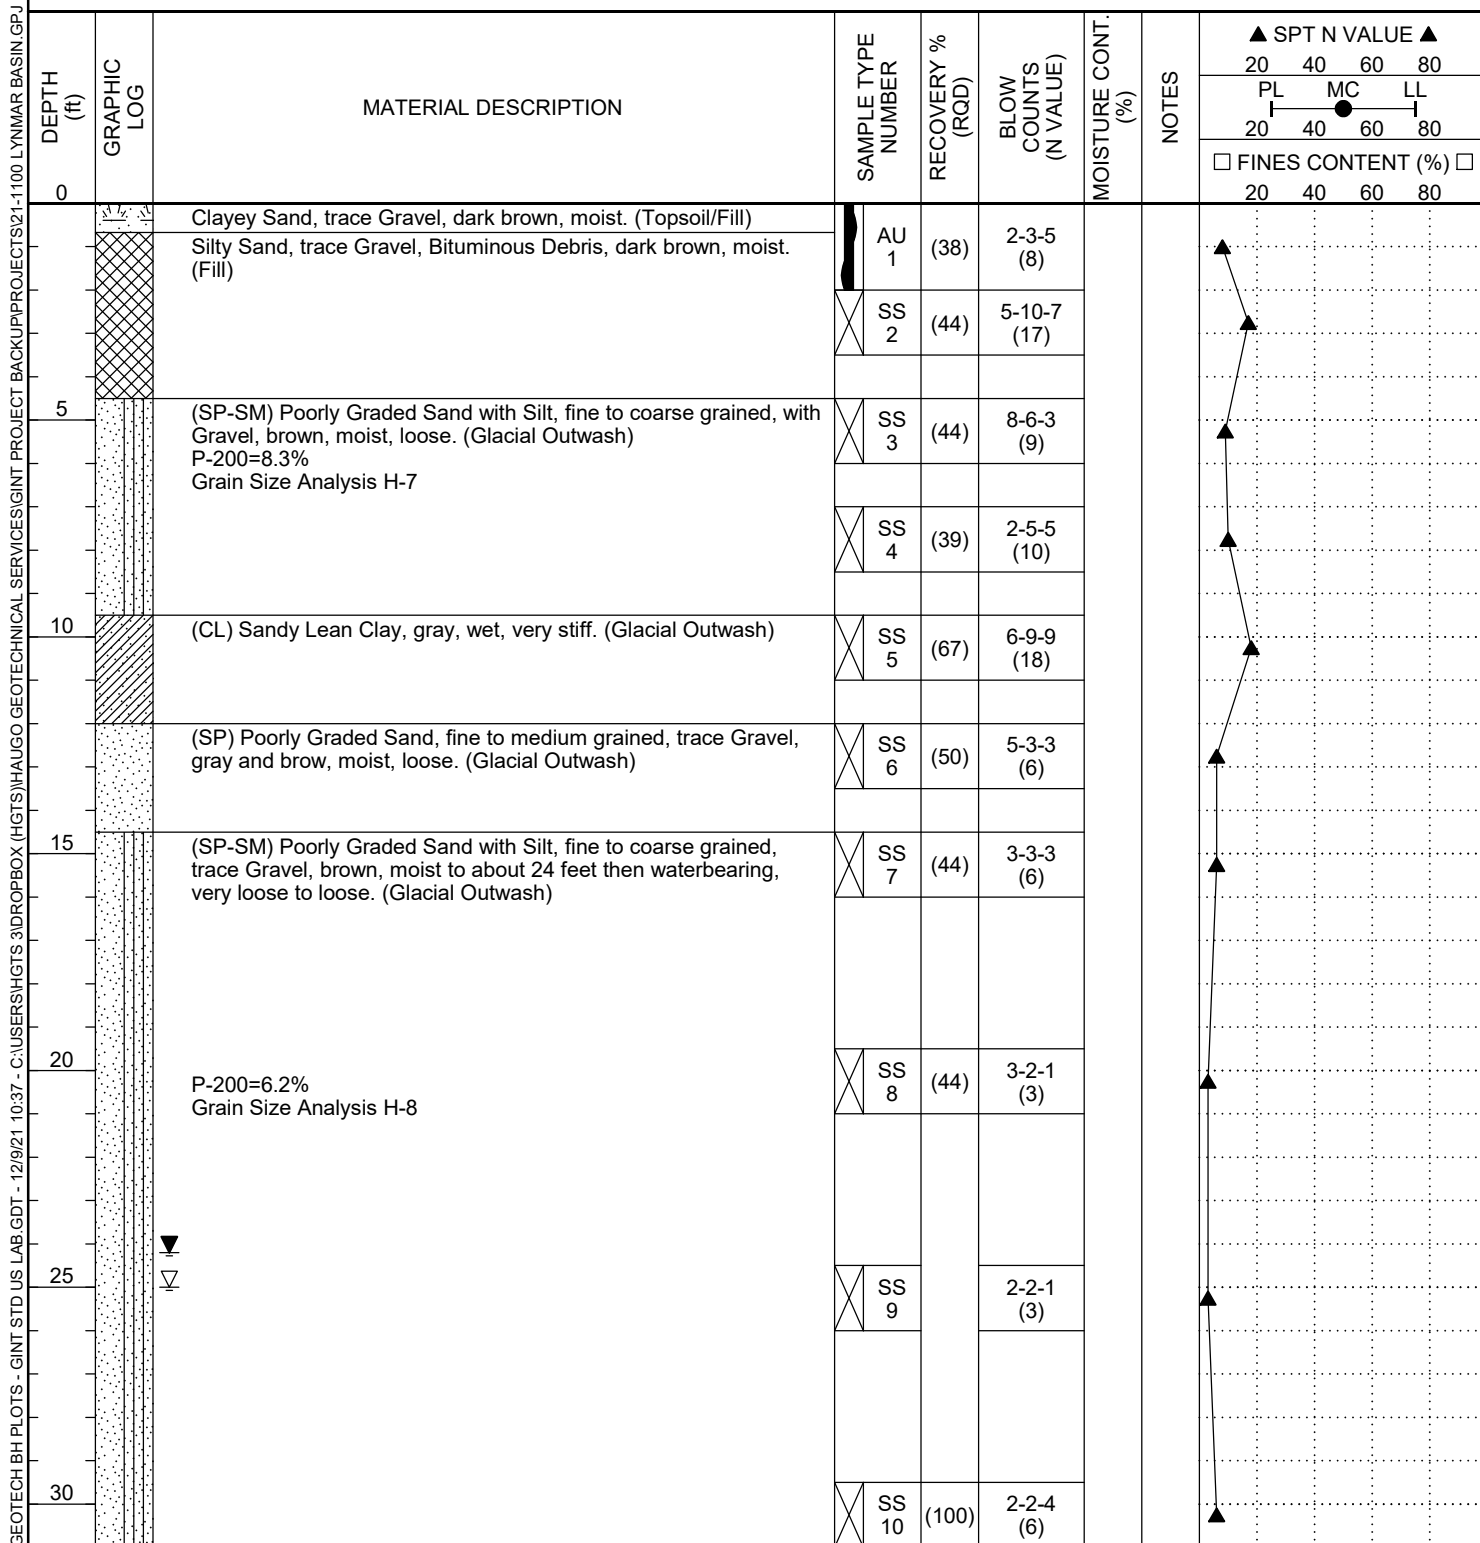 GEOTECH BH PLOTS - GINT STD US LAB.GDT - 12/9/21 10:37 - C:\USERS\HGTS 3\DROPBOX (HGTS)\HAUGO GEOTECHNICAL SERVICES\GINT PROJECT BACKUP\PROJECTS\21-1100 LYNMAR BASIN.GPJ
DEPTH
(ft)
GRAPHIC
LOG
MATERIAL DESCRIPTION
SAMPLE TYPE
NUMBER
RECOVERY %
(RQD)
BLOW
COUNTS
(N VALUE)
MOISTURE CONT.
(%)
NOTES
▲ SPT N VALUE ▲
20 40 60 80
PL MC LL
20 40 60 80
□ FINES CONTENT (%) □
20 40 60 80
0
Clayey Sand, trace Gravel, dark brown, moist. (Topsoil/Fill)
Silty Sand, trace Gravel, Bituminous Debris, dark brown, moist.
(Fill)
AU
1
(38)
2-3-5
(8)
SS
2
(44)
5-10-7
(17)
5
(SP-SM) Poorly Graded Sand with Silt, fine to coarse grained, with
Gravel, brown, moist, loose. (Glacial Outwash)
P-200=8.3%
Grain Size Analysis H-7
SS
3
(44)
8-6-3
(9)
SS
4
(39)
2-5-5
(10)
10
(CL) Sandy Lean Clay, gray, wet, very stiff. (Glacial Outwash)
SS
5
(67)
6-9-9
(18)
(SP) Poorly Graded Sand, fine to medium grained, trace Gravel,
gray and brow, moist, loose. (Glacial Outwash)
SS
6
(50)
5-3-3
(6)
15
(SP-SM) Poorly Graded Sand with Silt, fine to coarse grained,
trace Gravel, brown, moist to about 24 feet then waterbearing,
very loose to loose. (Glacial Outwash)
SS
7
(44)
3-3-3
(6)
20
P-200=6.2%
Grain Size Analysis H-8
SS
8
(44)
3-2-1
(3)
25
SS
9
2-2-1
(3)
30
SS
10
(100)
2-2-4
(6)